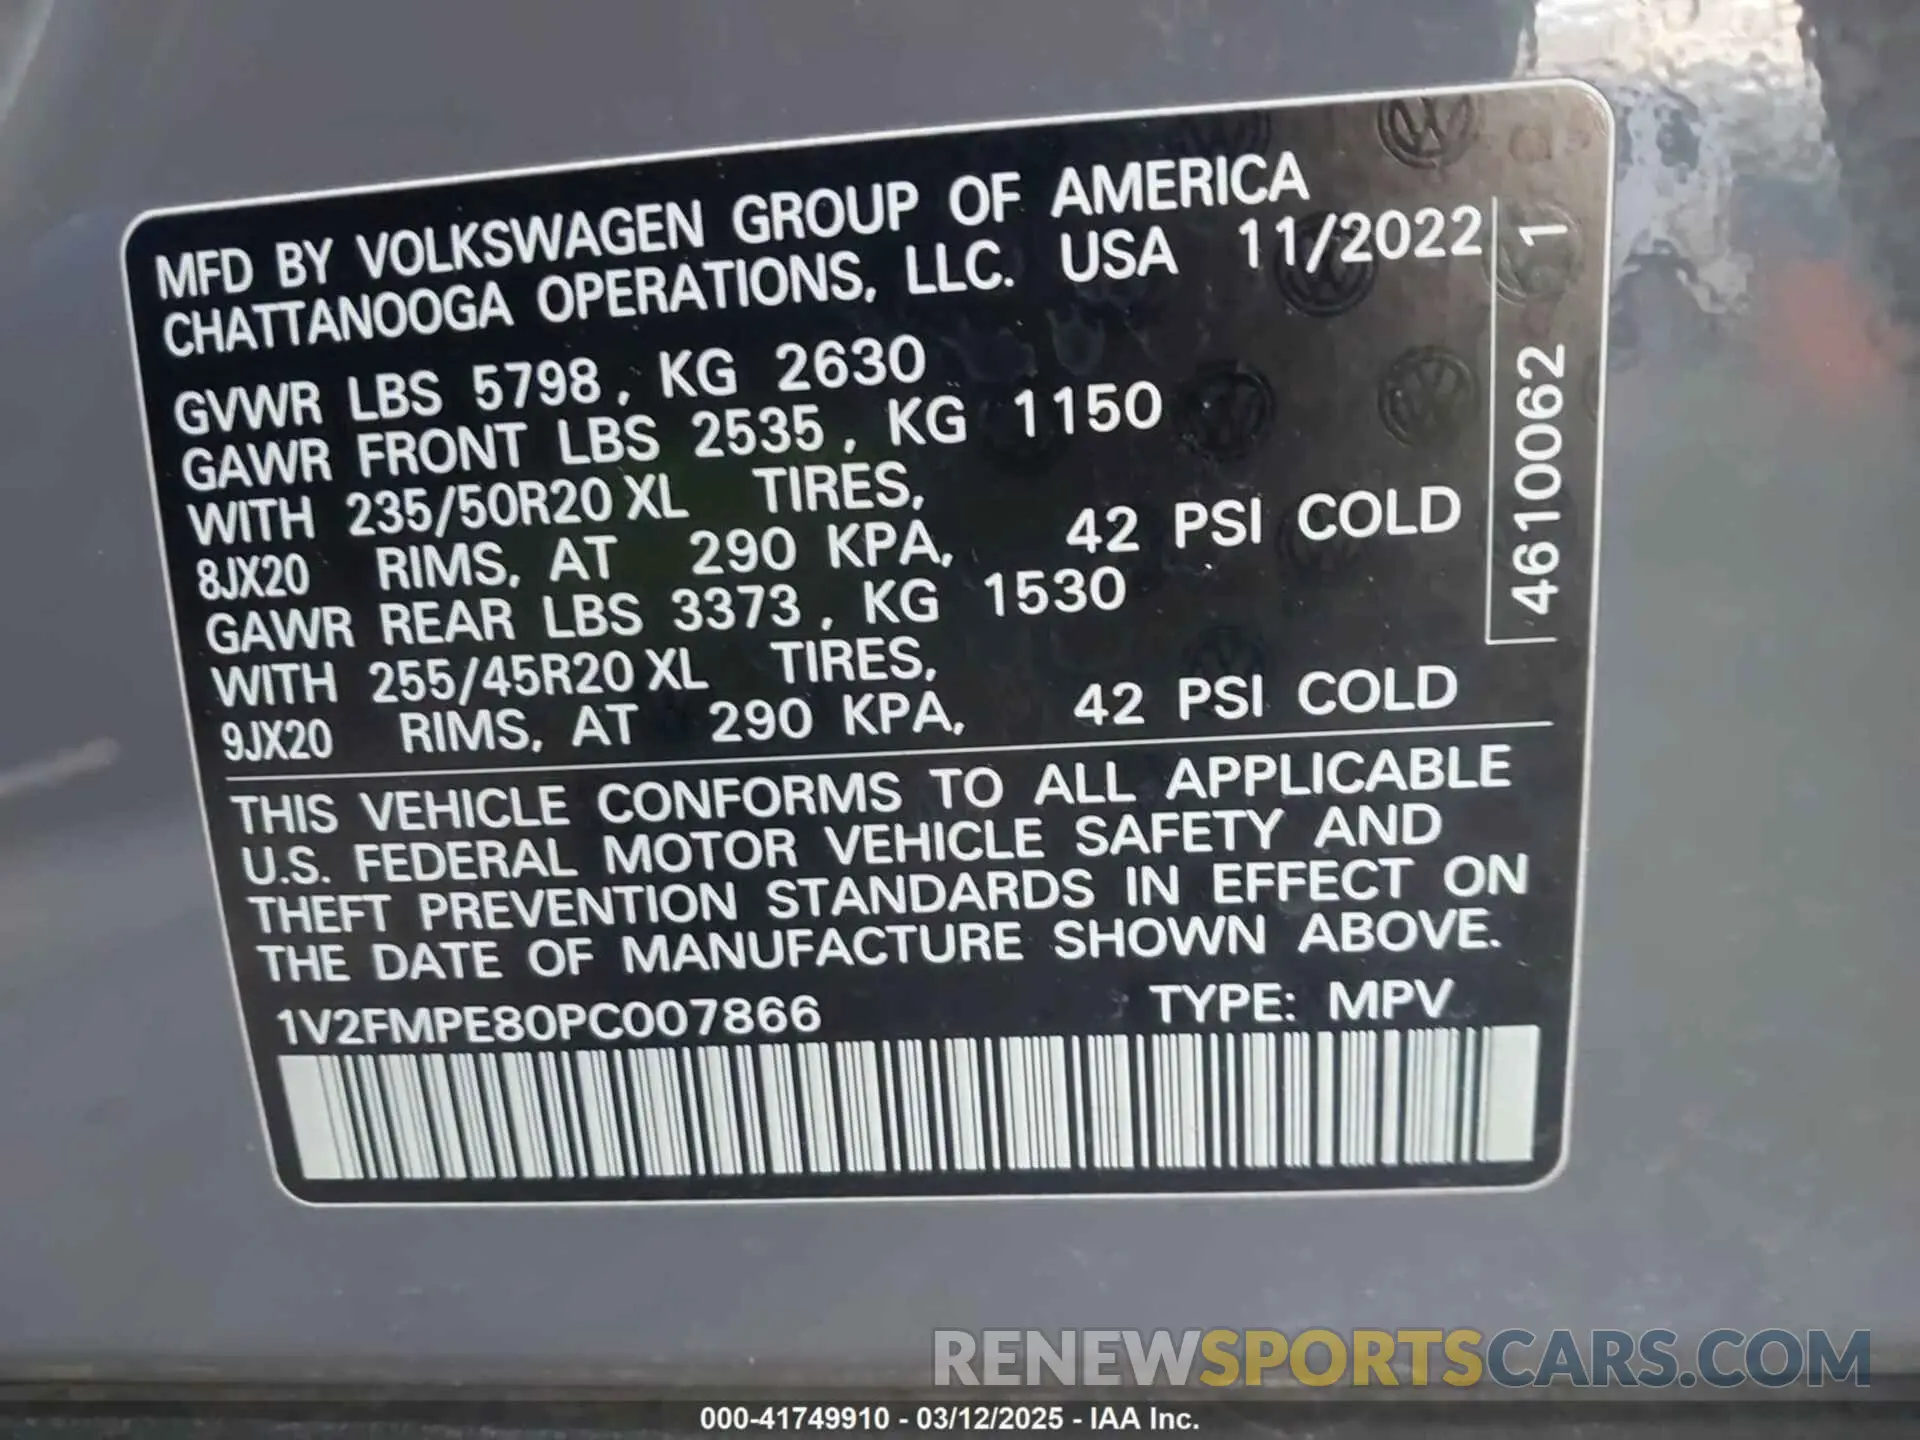 MFD BY VOLKSWAGEN GROUP OF AMERICA
CHATTANOOGA OPERATIONS, LLC. USA 11/2022
GVWR LBS 5798, KG 2630
GAWR FRONT LBS 2535, KG 1150
WITH 235/50R20 XL TIRES,
8JX20 RIMS, AT 290 KPA, 42 PSI COLD
GAWR REAR LBS 3373, KG 1530
WITH 255/45R20 XL TIRES,
9JX20 RIMS, AT 290 KPA, 42 PSI COLD
4610062 1
THIS VEHICLE CONFORMS TO ALL APPLICABLE
U.S. FEDERAL MOTOR VEHICLE SAFETY AND
THEFT PREVENTION STANDARDS IN EFFECT ON
THE DATE OF MANUFACTURE SHOWN ABOVE.
1V2FMPE80PC007866 TYPE: MPV
RENEWSPORTSCARS.COM
000-41749910 - 03/12/2025 - IAA Inc.